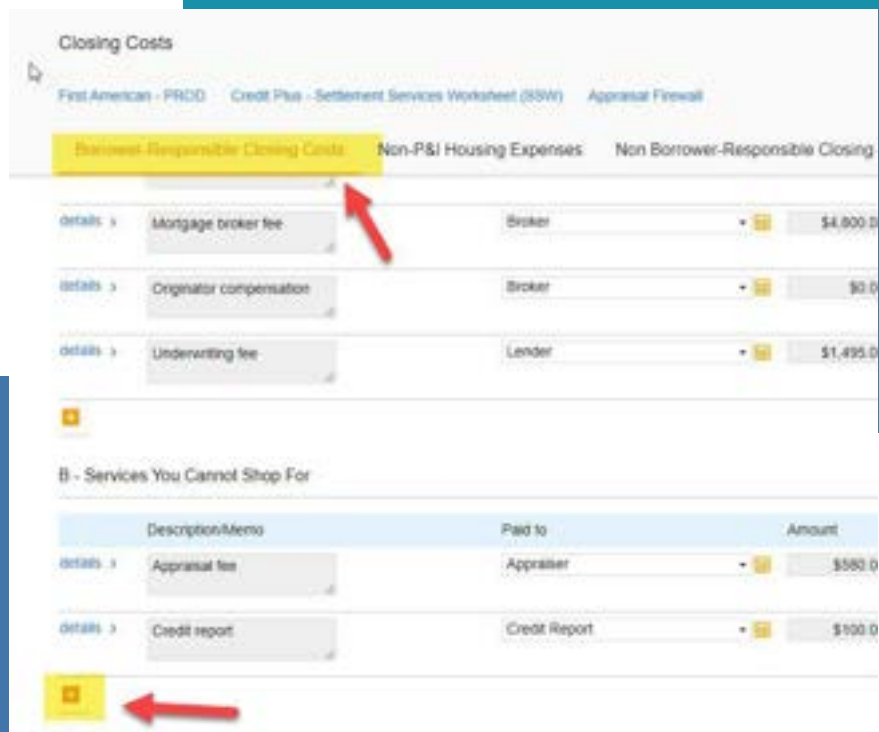 Closing Costs
First American - PROD Credit Plus - Settlement Services Worksheet (SSW) Appraisal Firewall
Borrower-Responsible Closing Costs Non-P&I Housing Expenses Non Borrower-Responsible Closing
details > Mortgage broker fee Broker $4,800.0
details > Originator compensation Broker $0.0
details > Underwriting fee Lender $1,495.0
+
B - Services You Cannot Shop For
Description/Memo Paid to Amount
details > Appraisal fee Appraiser $580.0
details > Credit report Credit Report $100.0
+